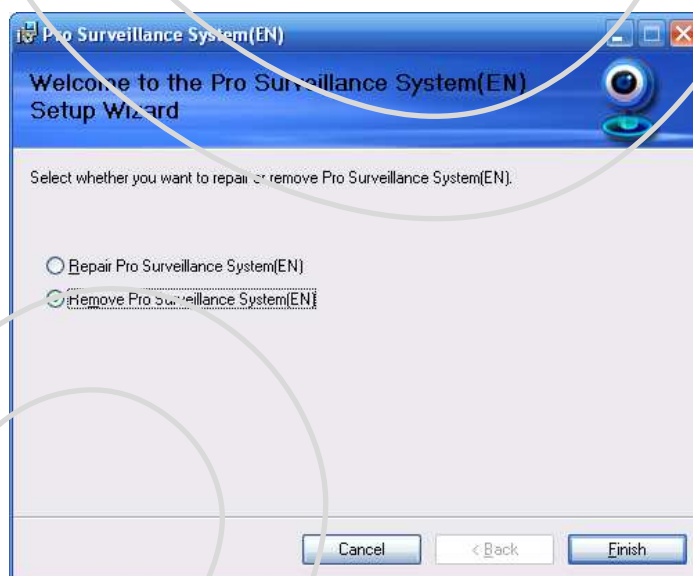 Pro Surveillance System(EN)
Welcome to the Pro Surveillance System(EN)
Setup Wizard
Select whether you want to repair or remove Pro Surveillance System(EN).
Repair Pro Surveillance System(EN)
Remove Pro Surveillance System(EN)
Cancel
< Back
Finish